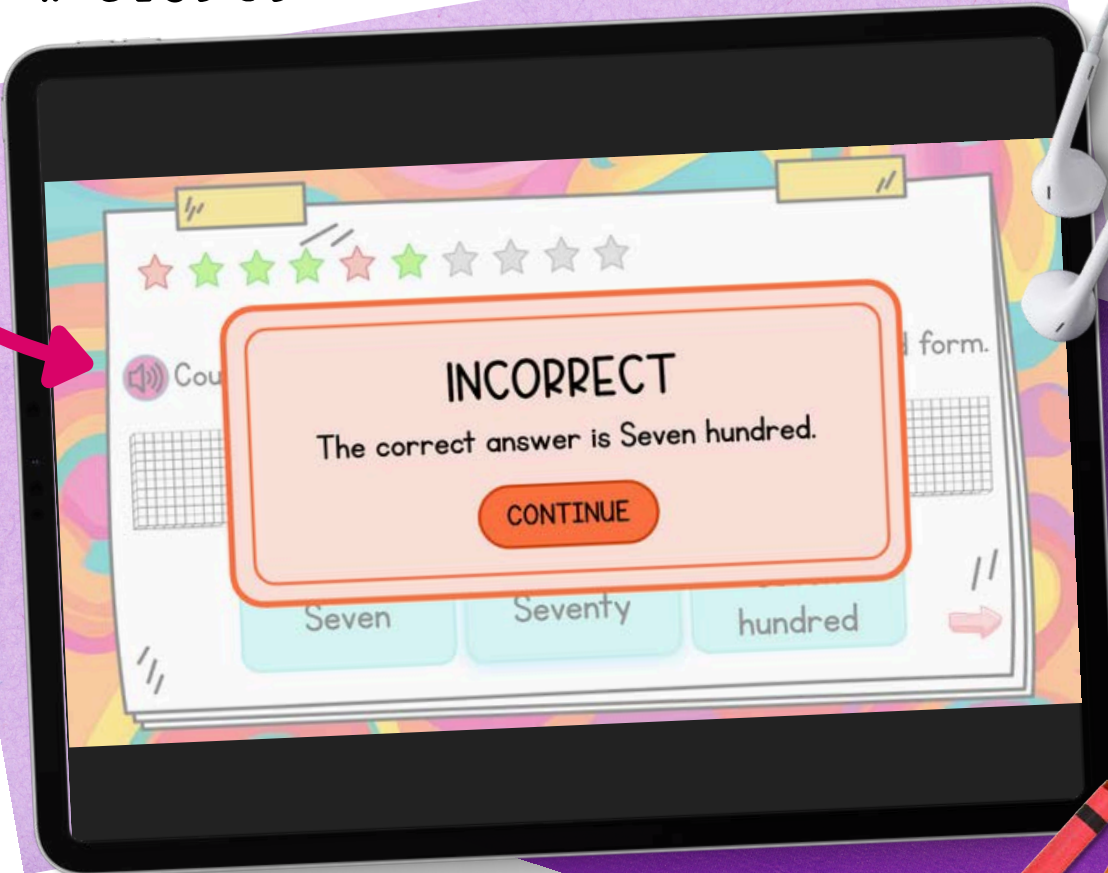 Cou
d form.
INCORRECT
The correct answer is Seven hundred.
CONTINUE
Seven
Seventy
hundred